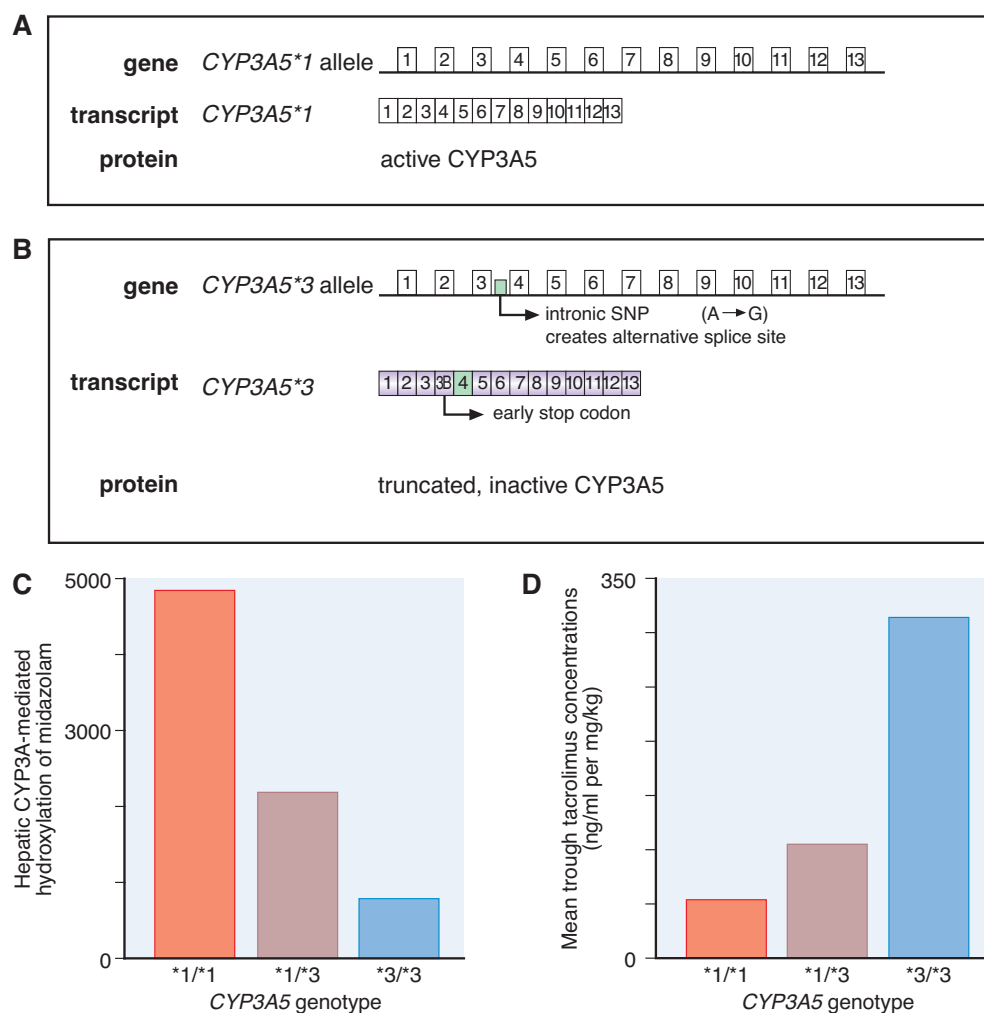 A
gene CYP3A5*1 allele 1 2 3 4 5 6 7 8 9 10 11 12 13
transcript CYP3A5*1 1 2 3 4 5 6 7 8 9 10 11 12 13
protein active CYP3A5
B
gene CYP3A5*3 allele 1 2 3 4 5 6 7 8 9 10 11 12 13
intronic SNP (A → G)
creates alternative splice site
transcript CYP3A5*3 1 2 3 3B 4 5 6 7 8 9 10 11 12 13
early stop codon
protein truncated, inactive CYP3A5
C
Hepatic CYP3A-mediated
hydroxylation of midazolam
5000
3000
0
*1/*1 *1/*3 *3/*3
CYP3A5 genotype
D
Mean trough tacrolimus concentrations
(ng/ml per mg/kg)
350
0
*1/*1 *1/*3 *3/*3
CYP3A5 genotype